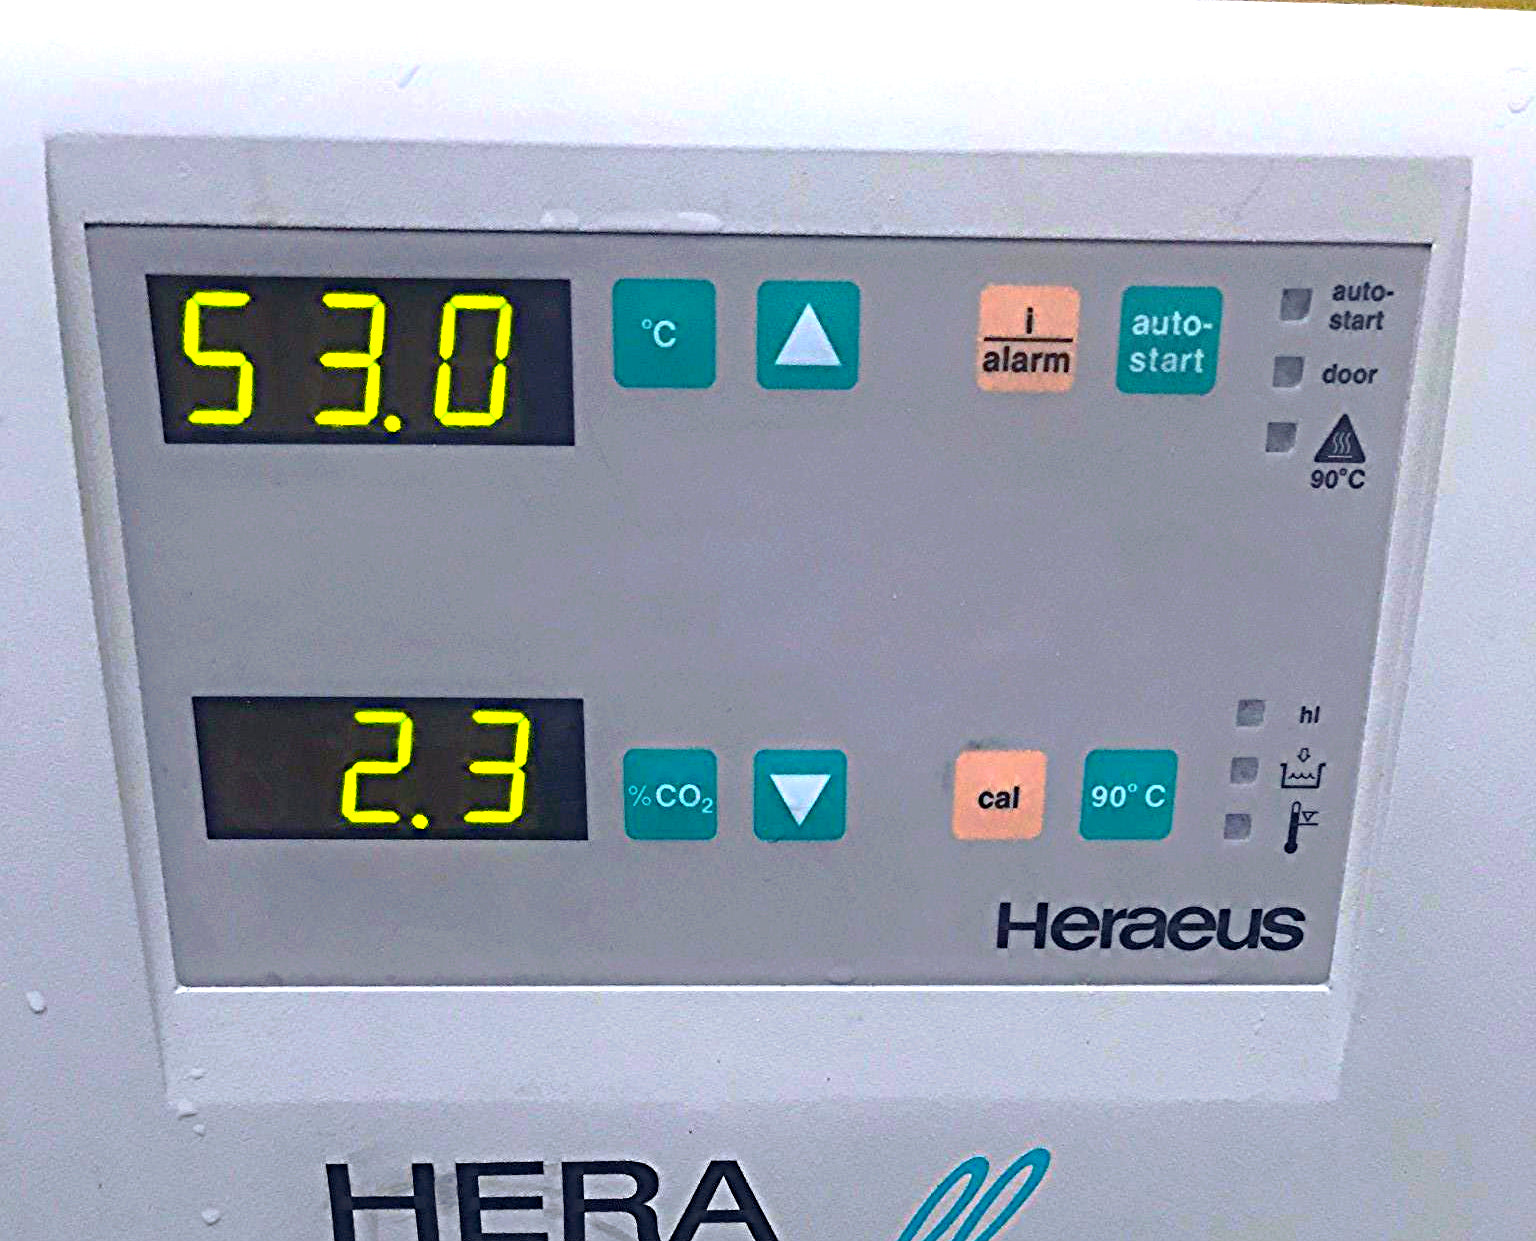 53.0
°C
i
alarm
auto-
start
auto-
start
door
90°C
2.3
%CO₂
cal
90° C
hl
Heraeus
HERA